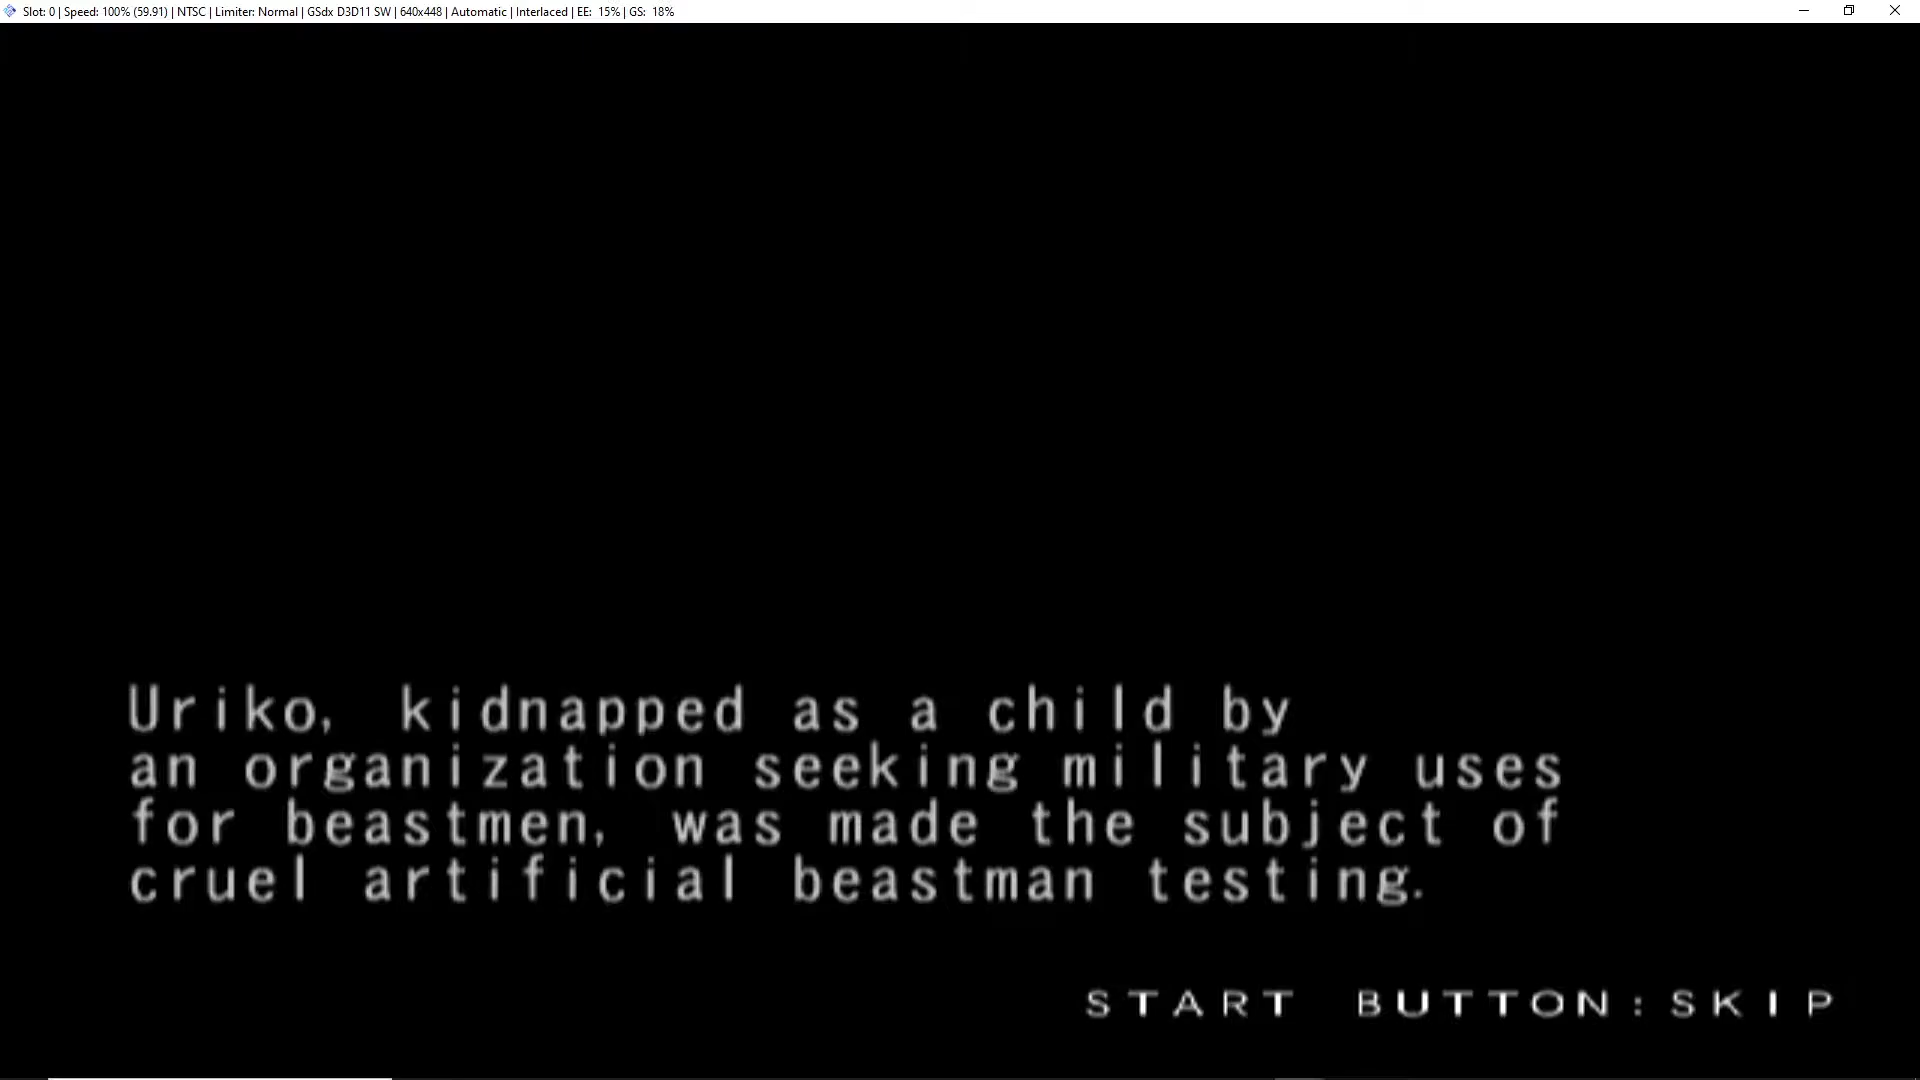 Slot: 0 | Speed: 100% (59.91) | NTSC | Limiter: Normal | GSdx D3D11 SW | 640x448 | Automatic | Interlaced | EE: 15% | GS: 18%
Uriko, kidnapped as a child by
an organization seeking military uses
for beastmen, was made the subject of
cruel artificial beastman testing.
START BUTTON:SKIP